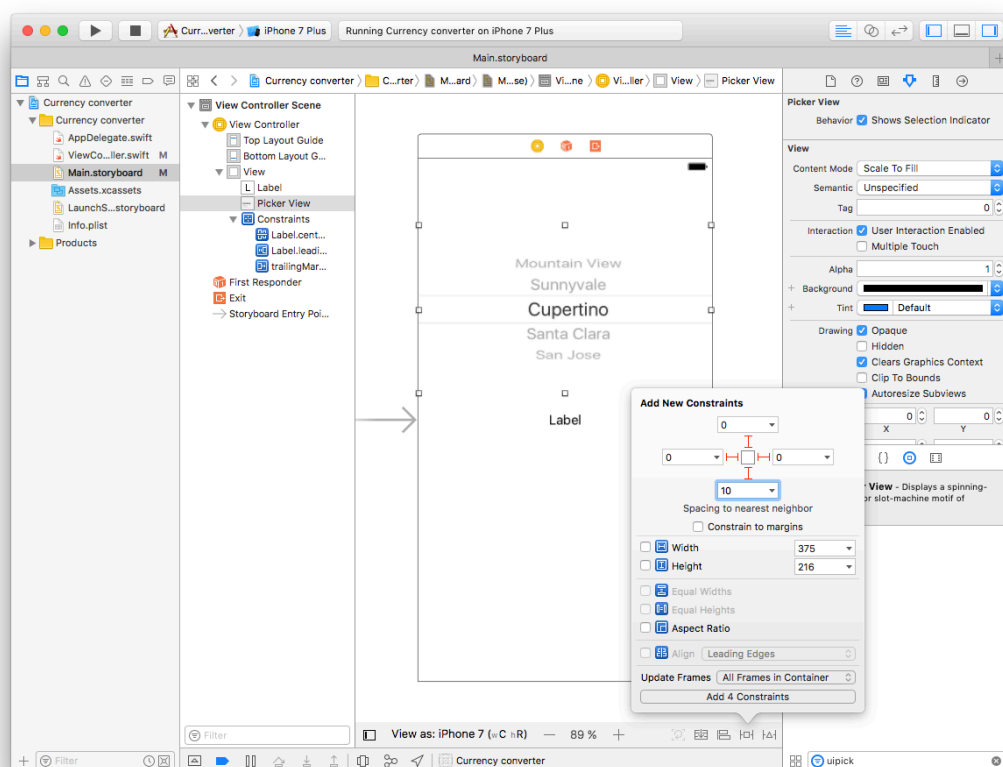 Curr...verter
iPhone 7 Plus
Running Currency converter on iPhone 7 Plus
Main.storyboard
Currency converter
C...rter
M...ard
M...se)
Vi...ne
Vi...ller
View
Picker View
Currency converter
Currency converter
AppDelegate.swift
ViewCo...ller.swift M
Main.storyboard M
Assets.xcassets
LaunchS...storyboard
Info.plist
Products
View Controller Scene
View Controller
Top Layout Guide
Bottom Layout G...
View
L Label
Picker View
Constraints
Label.cent...
Label.leadi...
trailingMar...
First Responder
Exit
Storyboard Entry Poi...
Mountain View
Sunnyvale
Cupertino
Santa Clara
San Jose
Label
Add New Constraints
0
0
0
10
Spacing to nearest neighbor
Constrain to margins
Width 375
Height 216
Equal Widths
Equal Heights
Aspect Ratio
Align Leading Edges
Update Frames All Frames in Container
Add 4 Constraints
Picker View
Behavior Shows Selection Indicator
View
Content Mode Scale To Fill
Semantic Unspecified
Tag 0
Interaction User Interaction Enabled
Multiple Touch
Alpha 1
Background
Tint Default
Drawing Opaque
Hidden
Clears Graphics Context
Clip To Bounds
Autoresize Subviews
0 0
X Y
{}
View - Displays a spinning-
or slot-machine motif of
Filter
View as: iPhone 7 (wC hR)
89 %
Filter
Currency converter
uipick